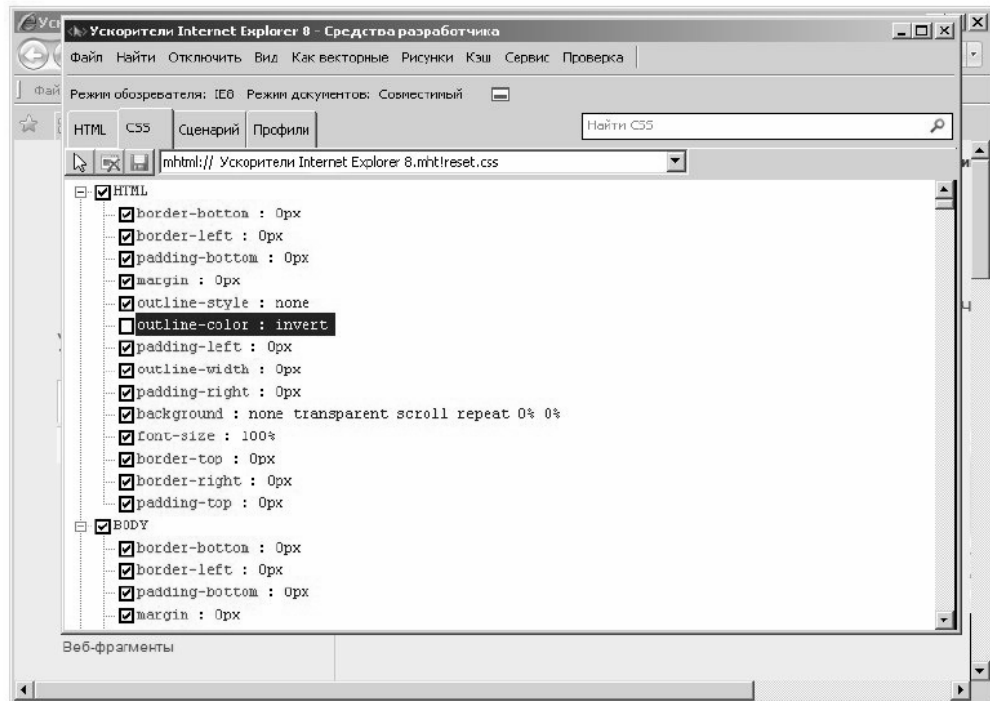 Ускорители Internet Explorer 8 - Средства разработчика
Файл Найти Отключить Вид Как векторные Рисунки Кэш Сервис Проверка
Режим обозревателя: IE8 Режим документов: Совместимый
HTML CSS Сценарий Профили Найти CSS
mhtml:// Ускорители Internet Explorer 8.mht!reset.css
HTML
border-bottom : 0px
border-left : 0px
padding-bottom : 0px
margin : 0px
outline-style : none
outline-color : invert
padding-left : 0px
outline-width : 0px
padding-right : 0px
background : none transparent scroll repeat 0% 0%
font-size : 100%
border-top : 0px
border-right : 0px
padding-top : 0px
BODY
border-bottom : 0px
border-left : 0px
padding-bottom : 0px
margin : 0px
Веб-фрагменты